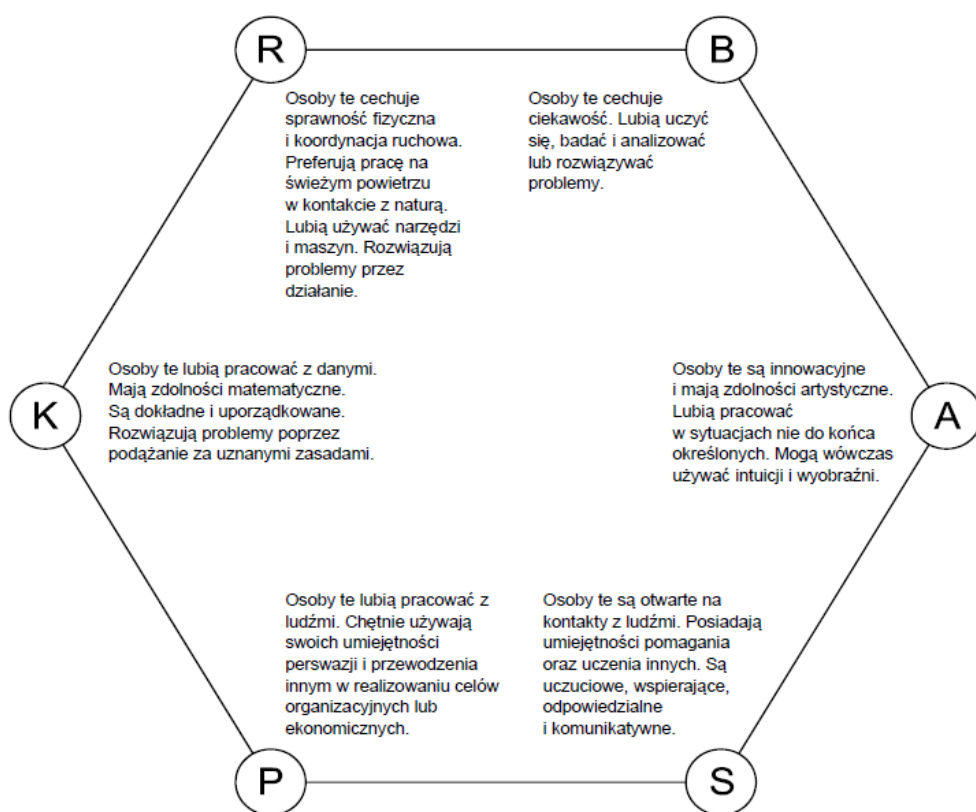 R
B
Osoby te cechuje
sprawność fizyczna
i koordynacja ruchowa.
Preferują pracę na
świeżym powietrzu
w kontakcie z naturą.
Lubią używać narzędzi
i maszyn. Rozwiązują
problemy przez
działanie.
Osoby te cechuje
ciekawość. Lubią uczyć
się, badać i analizować
lub rozwiązywać
problemy.
K
Osoby te lubią pracować z danymi.
Mają zdolności matematyczne.
Są dokładne i uporządkowane.
Rozwiązują problemy poprzez
podążanie za uznanymi zasadami.
Osoby te są innowacyjne
i mają zdolności artystyczne.
Lubią pracować
w sytuacjach nie do końca
określonych. Mogą wówczas
używać intuicji i wyobraźni.
A
Osoby te lubią pracować z
ludźmi. Chętnie używają
swoich umiejętności
perswazji i przewodzenia
innym w realizowaniu celów
organizacyjnych lub
ekonomicznych.
Osoby te są otwarte na
kontakty z ludźmi. Posiadają
umiejętności pomagania
oraz uczenia innych. Są
uczuciowe, wspierające,
odpowiedzialne
i komunikatywne.
P
S